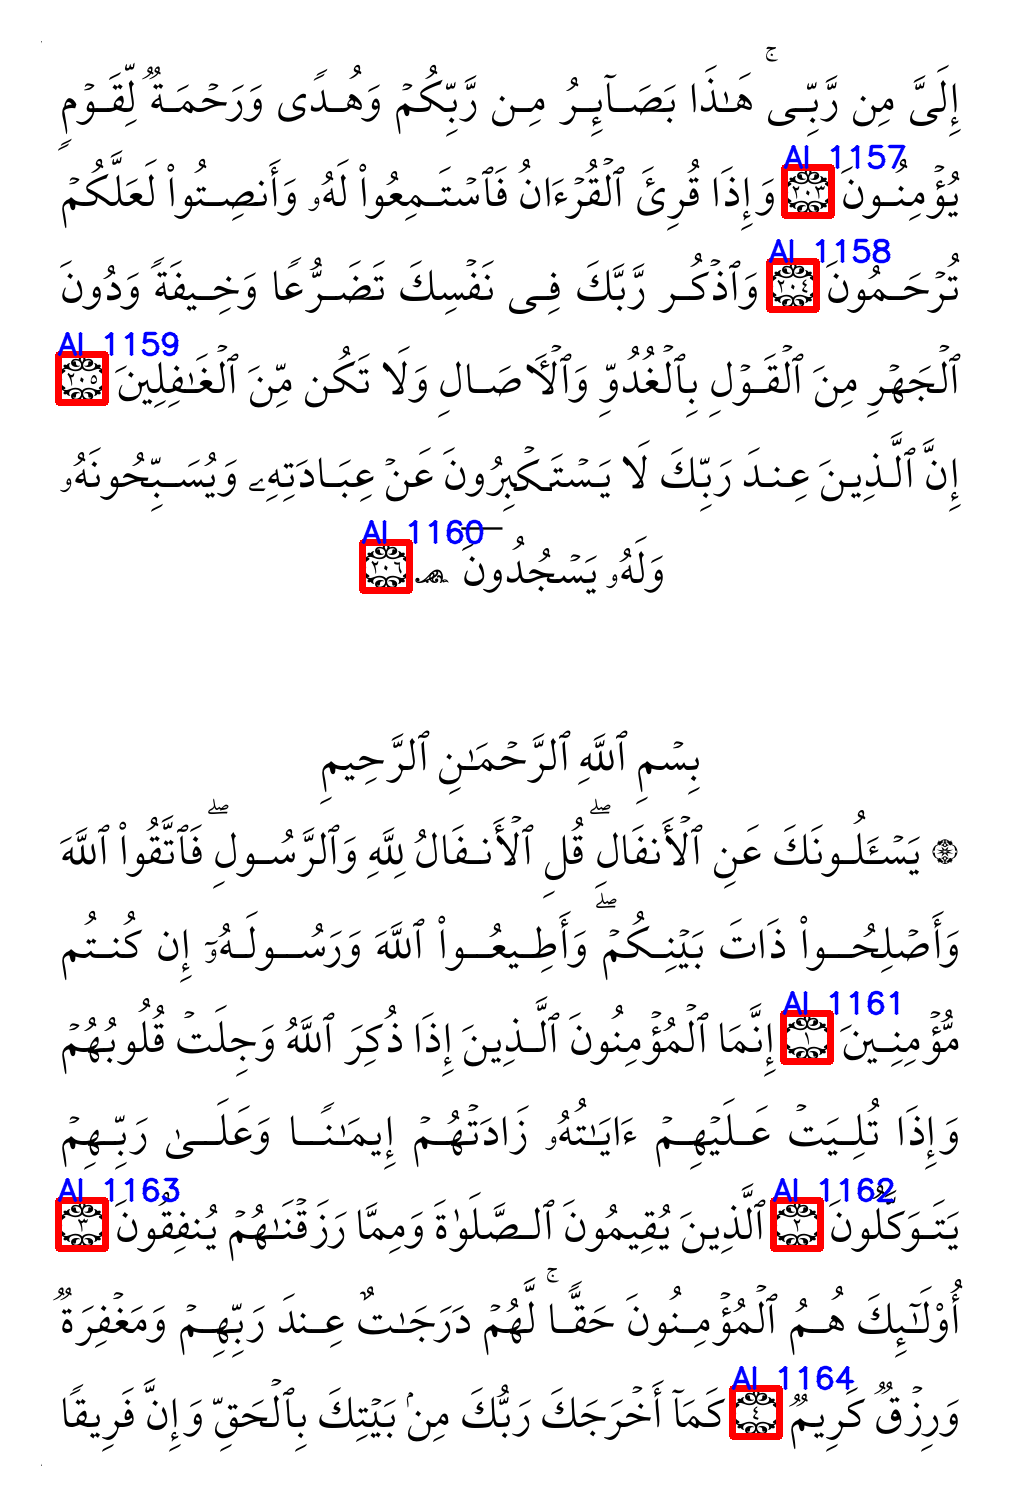 إِلَىَّ مِن رَّبِّى ۚ هَـٰذَا بَصَآئِرُ مِن رَّبِّكُمْ وَهُدًى وَرَحْمَةٌ لِّقَوْمٍ
AI_1157
يُؤْمِنُونَ ٢٠٣ وَإِذَا قُرِئَ ٱلْقُرْءَانُ فَٱسْتَمِعُوا۟ لَهُۥ وَأَنصِتُوا۟ لَعَلَّكُمْ
AI_1158
تُرْحَمُونَ ٢٠٤ وَٱذْكُر رَّبَّكَ فِى نَفْسِكَ تَضَرُّعًا وَخِيفَةً وَدُونَ
AI_1159
ٱلْجَهْرِ مِنَ ٱلْقَوْلِ بِٱلْغُدُوِّ وَٱلْـَٔاصَالِ وَلَا تَكُن مِّنَ ٱلْغَـٰفِلِينَ ٢٠٥
إِنَّ ٱلَّذِينَ عِندَ رَبِّكَ لَا يَسْتَكْبِرُونَ عَنْ عِبَادَتِهِۦ وَيُسَبِّحُونَهُۥ
AI_1160
وَلَهُۥ يَسْجُدُونَ ۩ ٢٠٦
بِسْمِ ٱللَّهِ ٱلرَّحْمَـٰنِ ٱلرَّحِيمِ
۞ يَسْـَٔلُونَكَ عَنِ ٱلْأَنفَالِ ۖ قُلِ ٱلْأَنفَالُ لِلَّهِ وَٱلرَّسُولِ ۖ فَٱتَّقُوا۟ ٱللَّهَ
وَأَصْلِحُوا۟ ذَاتَ بَيْنِكُمْ ۖ وَأَطِيعُوا۟ ٱللَّهَ وَرَسُولَهُۥٓ إِن كُنتُم
AI_1161
مُّؤْمِنِينَ ١ إِنَّمَا ٱلْمُؤْمِنُونَ ٱلَّذِينَ إِذَا ذُكِرَ ٱللَّهُ وَجِلَتْ قُلُوبُهُمْ
وَإِذَا تُلِيَتْ عَلَيْهِمْ ءَايَـٰتُهُۥ زَادَتْهُمْ إِيمَـٰنًا وَعَلَىٰ رَبِّهِمْ
AI_1163 AI_1162
يَتَوَكَّلُونَ ٢ ٱلَّذِينَ يُقِيمُونَ ٱلصَّلَوٰةَ وَمِمَّا رَزَقْنَـٰهُمْ يُنفِقُونَ ٣
أُو۟لَـٰٓئِكَ هُمُ ٱلْمُؤْمِنُونَ حَقًّا ۚ لَّهُمْ دَرَجَـٰتٌ عِندَ رَبِّهِمْ وَمَغْفِرَةٌ
AI_1164
وَرِزْقٌ كَرِيمٌ ٤ كَمَآ أَخْرَجَكَ رَبُّكَ مِنۢ بَيْتِكَ بِٱلْحَقِّ وَإِنَّ فَرِيقًا